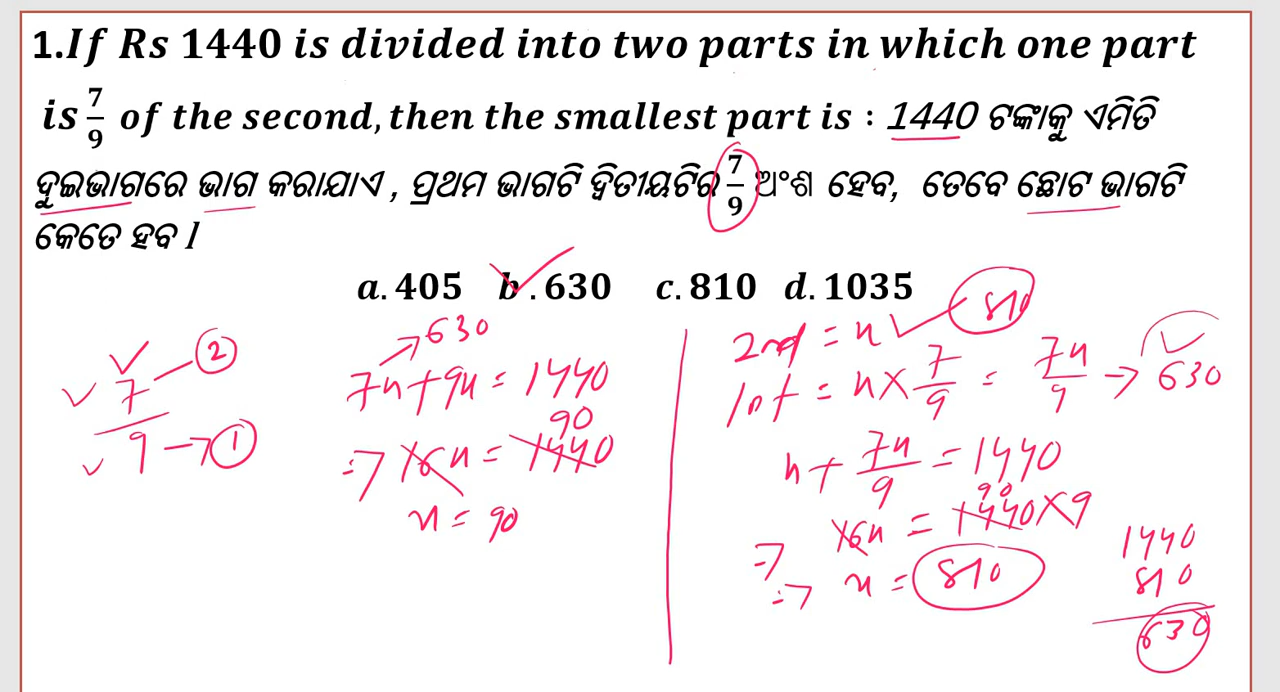 1.If Rs 1440 is divided into two parts in which one part
is 7/9 of the second, then the smallest part is : 1440 ଟଙ୍କାକୁ ଏମିତି
ଦୁଇଭାଗରେ ଭାଗ କରାଯାଏ , ପ୍ରଥମ ଭାଗଟି ଦ୍ଵିତୀୟଟିର 7/9 ଅଂଶ ହେବ, ତେବେ ଛୋଟ ଭାଗଟି
କେତେ ହବ l
a. 405 b. 630 c. 810 d. 1035
7/9
2
1
630
7x + 9x = 1440
90
⇒ 16x = 1440
x = 90
2nd = x 810
1st = x × 7/9 = 7x/9 → 630
x + 7x/9 = 1440
90
⇒ 16x = 1440 × 9
⇒ x = 810
1440
810
630